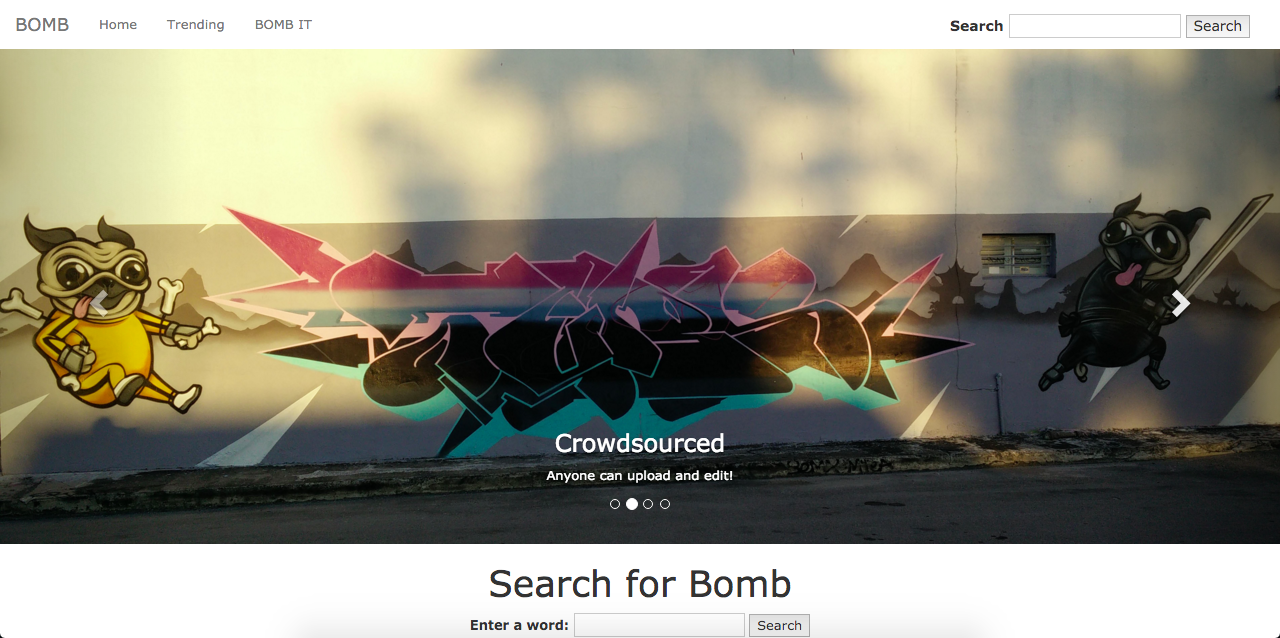 BOMB Home Trending BOMB IT Search Search
Crowdsourced
Anyone can upload and edit!
Search for Bomb
Enter a word: Search